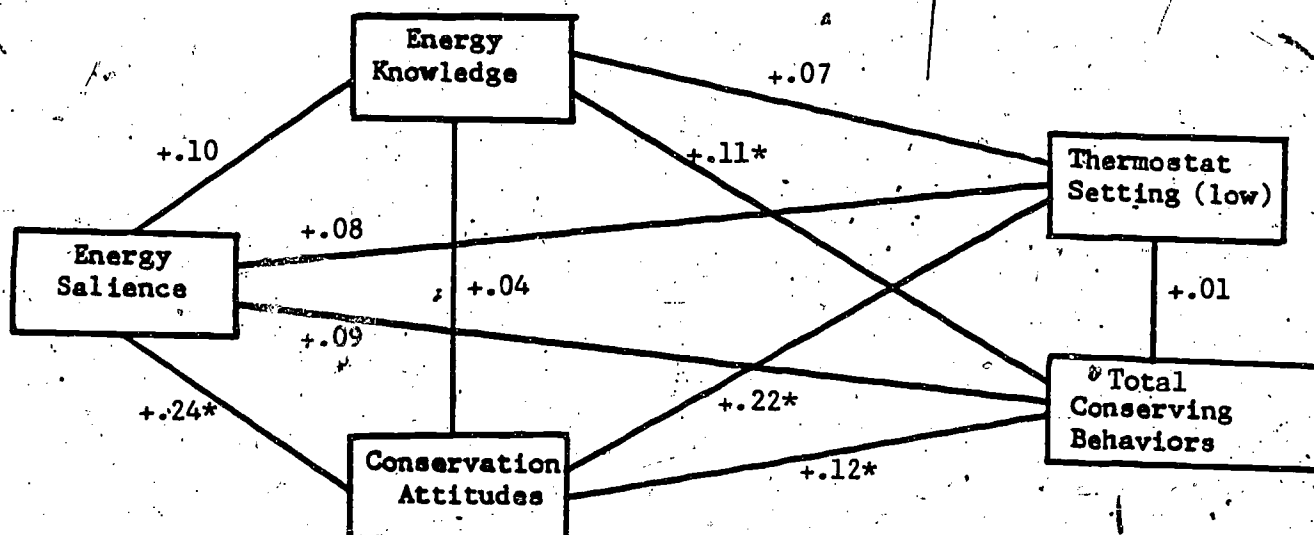 Energy
Knowledge
+.07
+.10
+.11*
Thermostat
Setting (low)
+.08
Energy
Salience
+.04
+.01
+.09
Total
Conserving
Behaviors
+.24*
+.22*
Conservation
Attitudes
+.12*